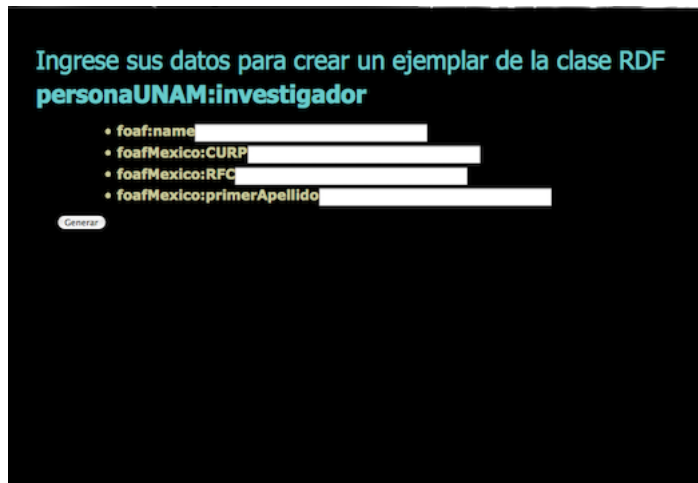 Ingrese sus datos para crear un ejemplar de la clase RDF
personaUNAM:investigador
• foaf:name
• foafMexico:CURP
• foafMexico:RFC
• foafMexico:primerApellido
Generar